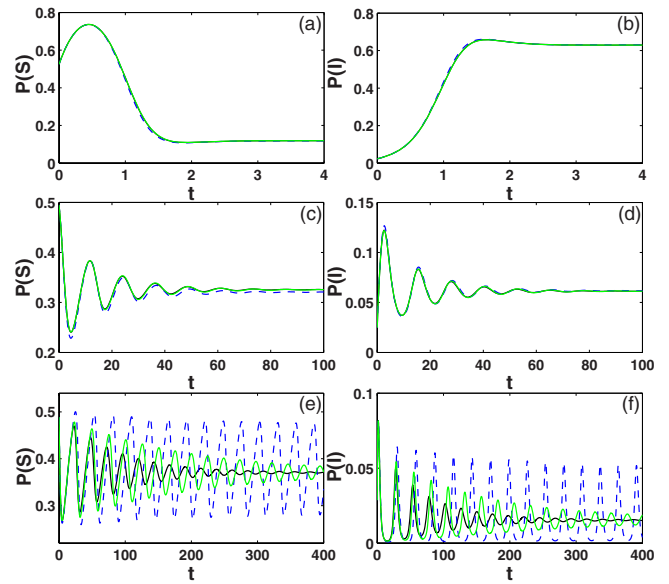 (a) (b)
0.8 0.8
0.6 0.6
P(S) 0.4 P(I) 0.4
0.2 0.2
0 0
0 1 2 3 4 0 1 2 3 4
t t
(c) (d)
0.5 0.15
0.4 0.1
P(S) P(I)
0.3 0.05
0.2 0
0 20 40 60 80 100 0 20 40 60 80 100
t t
(e) (f)
0.5 0.1
0.4 0.05
P(S) P(I)
0.3 0
0 100 200 300 400 0 100 200 300 400
t t